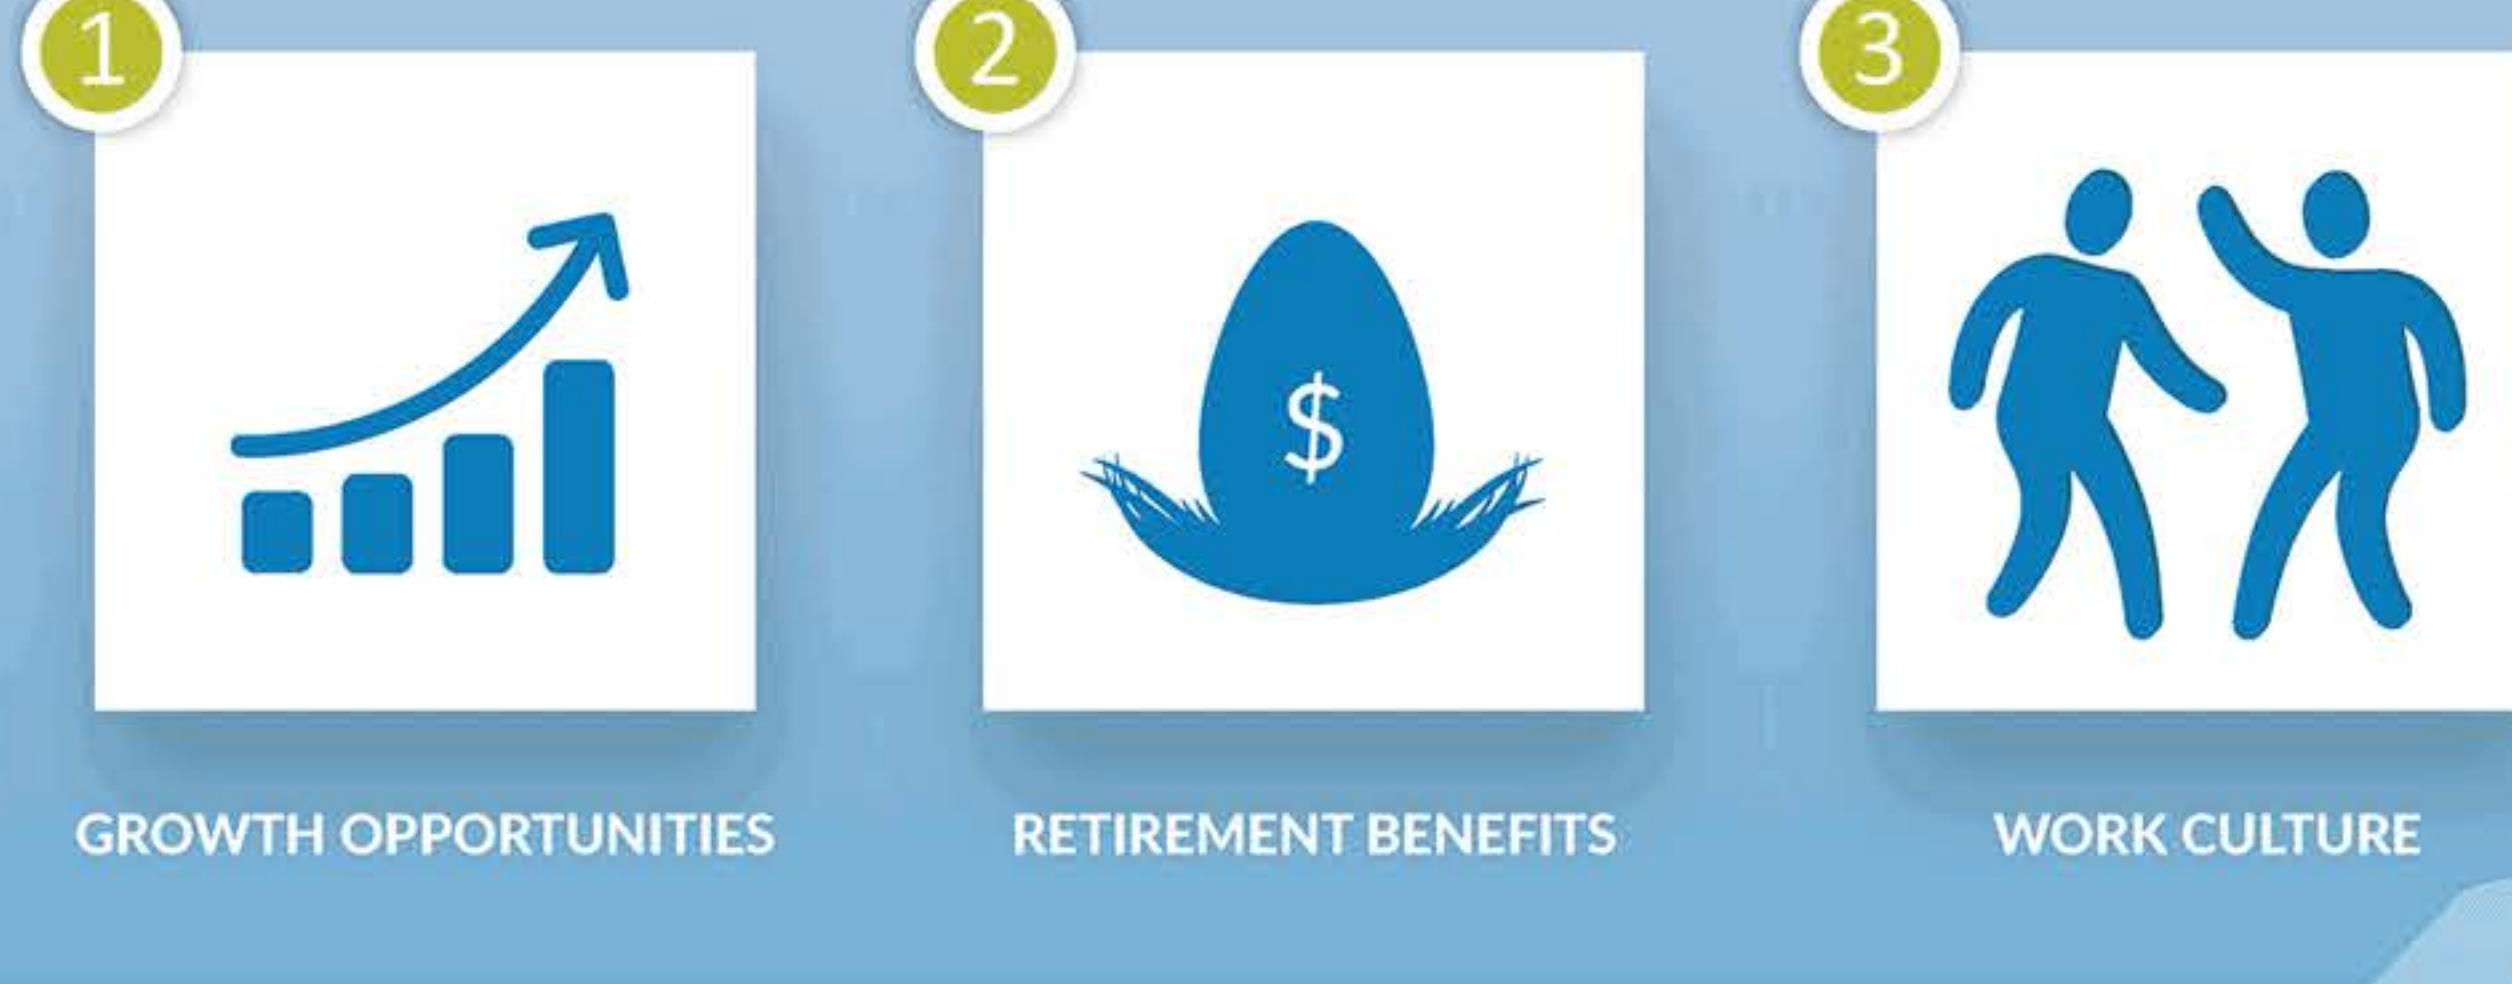 1
2
3
$
GROWTH OPPORTUNITIES
RETIREMENT BENEFITS
WORK CULTURE